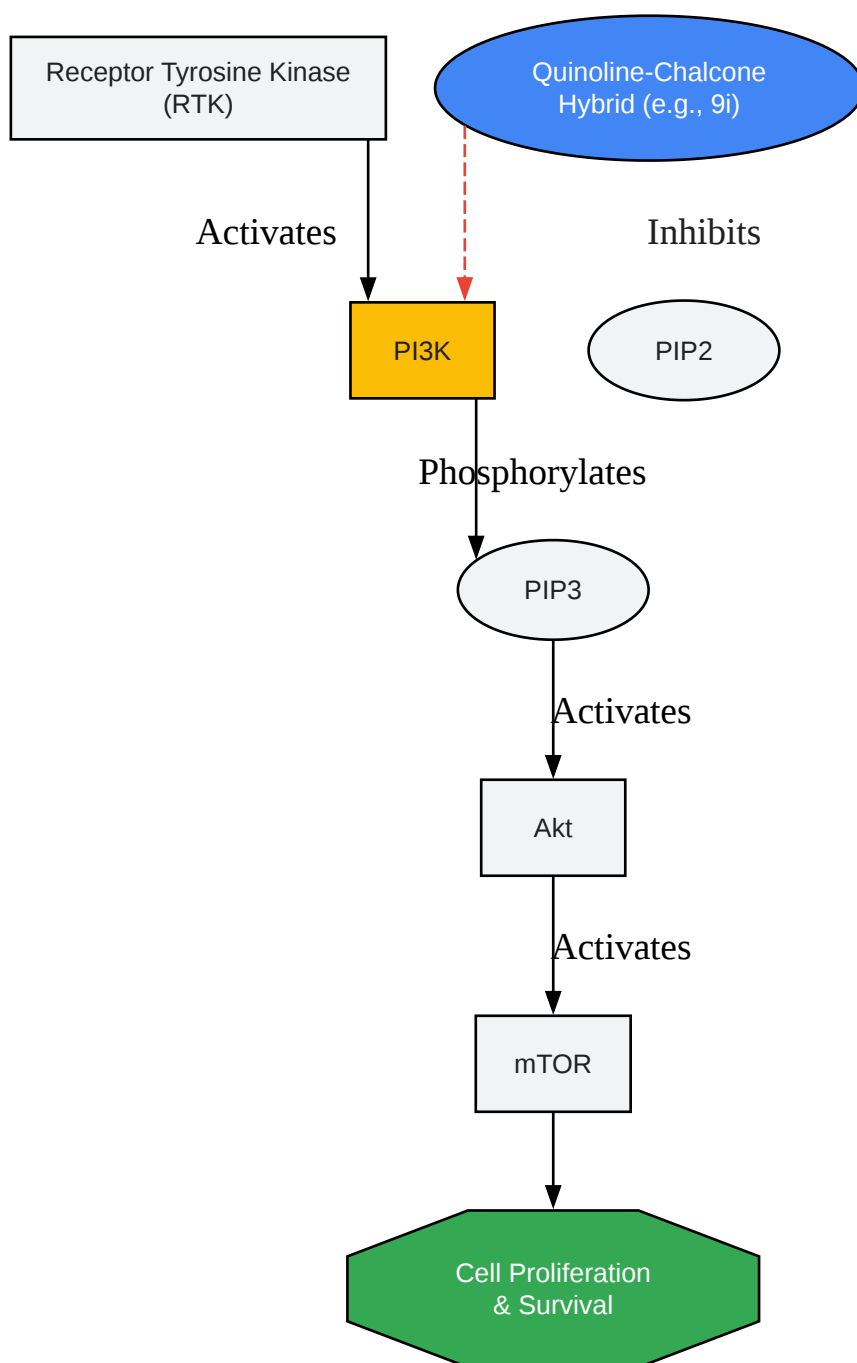 Receptor Tyrosine Kinase
(RTK)
Quinoline-Chalcone
Hybrid (e.g., 9i)
Activates
Inhibits
PI3K
PIP2
Phosphorylates
PIP3
Activates
Akt
Activates
mTOR
Cell Proliferation
& Survival